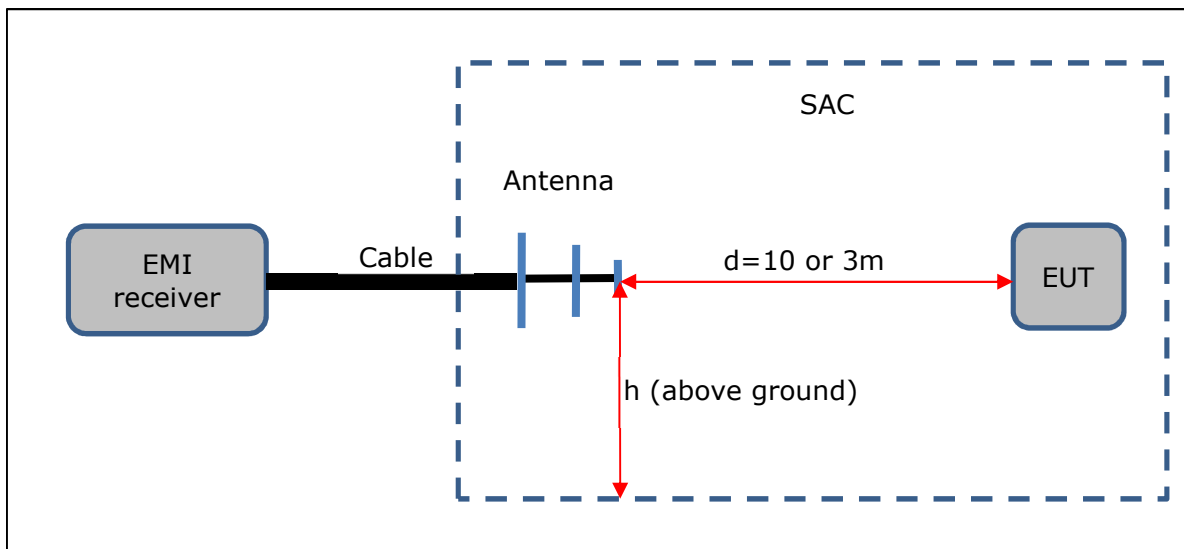 SAC
Antenna
EMI
receiver
Cable
d=10 or 3m
EUT
h (above ground)